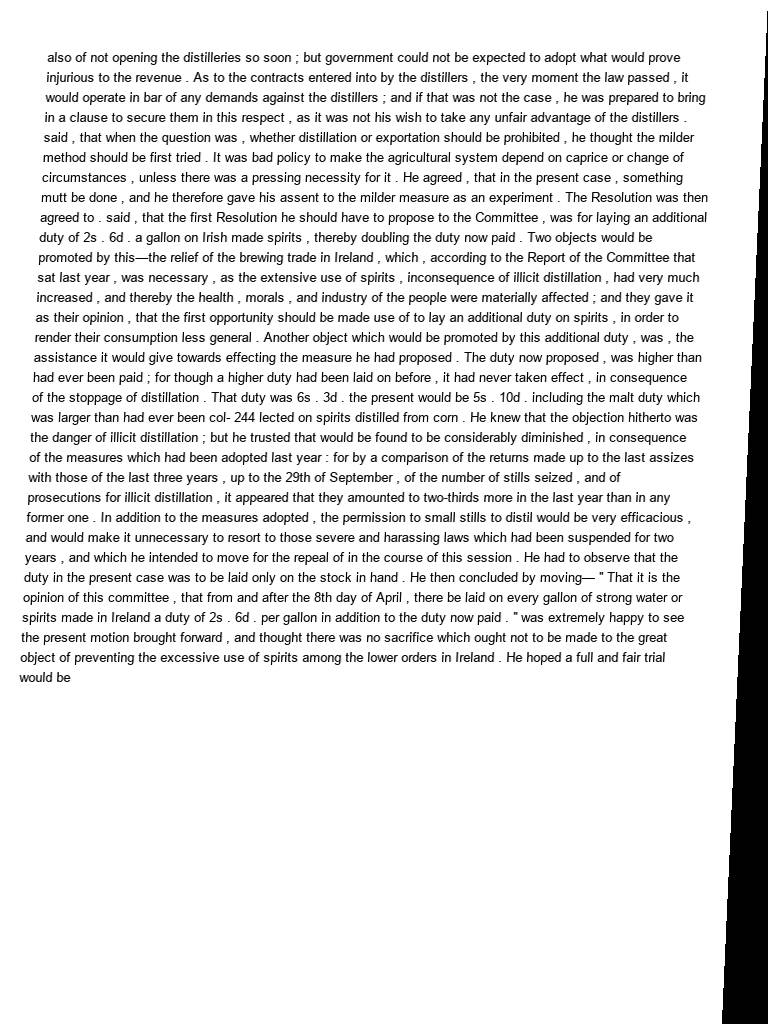 also of not opening the distilleries so soon ; but government could not be expected to adopt what would prove
injurious to the revenue . As to the contracts entered into by the distillers , the very moment the law passed , it
would operate in bar of any demands against the distillers ; and if that was not the case , he was prepared to bring
in a clause to secure them in this respect , as it was not his wish to take any unfair advantage of the distillers .
said , that when the question was , whether distillation or exportation should be prohibited , he thought the milder
method should be first tried . It was bad policy to make the agricultural system depend on caprice or change of
circumstances , unless there was a pressing necessity for it . He agreed , that in the present case , something
mutt be done , and he therefore gave his assent to the milder measure as an experiment . The Resolution was then
agreed to . said , that the first Resolution he should have to propose to the Committee , was for laying an additional
duty of 2s . 6d . a gallon on Irish made spirits , thereby doubling the duty now paid . Two objects would be
promoted by this—the relief of the brewing trade in Ireland , which , according to the Report of the Committee that
sat last year , was necessary , as the extensive use of spirits , inconsequence of illicit distillation , had very much
increased , and thereby the health , morals , and industry of the people were materially affected ; and they gave it
as their opinion , that the first opportunity should be made use of to lay an additional duty on spirits , in order to
render their consumption less general . Another object which would be promoted by this additional duty , was , the
assistance it would give towards effecting the measure he had proposed . The duty now proposed , was higher than
had ever been paid ; for though a higher duty had been laid on before , it had never taken effect , in consequence
of the stoppage of distillation . That duty was 6s . 3d . the present would be 5s . 10d . including the malt duty which
was larger than had ever been col- 244 lected on spirits distilled from corn . He knew that the objection hitherto was
the danger of illicit distillation ; but he trusted that would be found to be considerably diminished , in consequence
of the measures which had been adopted last year : for by a comparison of the returns made up to the last assizes
with those of the last three years , up to the 29th of September , of the number of stills seized , and of
prosecutions for illicit distillation , it appeared that they amounted to two-thirds more in the last year than in any
former one . In addition to the measures adopted , the permission to small stills to distil would be very efficacious ,
and would make it unnecessary to resort to those severe and harassing laws which had been suspended for two
years , and which he intended to move for the repeal of in the course of this session . He had to observe that the
duty in the present case was to be laid only on the stock in hand . He then concluded by moving— " That it is the
opinion of this committee , that from and after the 8th day of April , there be laid on every gallon of strong water or
spirits made in Ireland a duty of 2s . 6d . per gallon in addition to the duty now paid . " was extremely happy to see
the present motion brought forward , and thought there was no sacrifice which ought not to be made to the great
object of preventing the excessive use of spirits among the lower orders in Ireland . He hoped a full and fair trial
would be